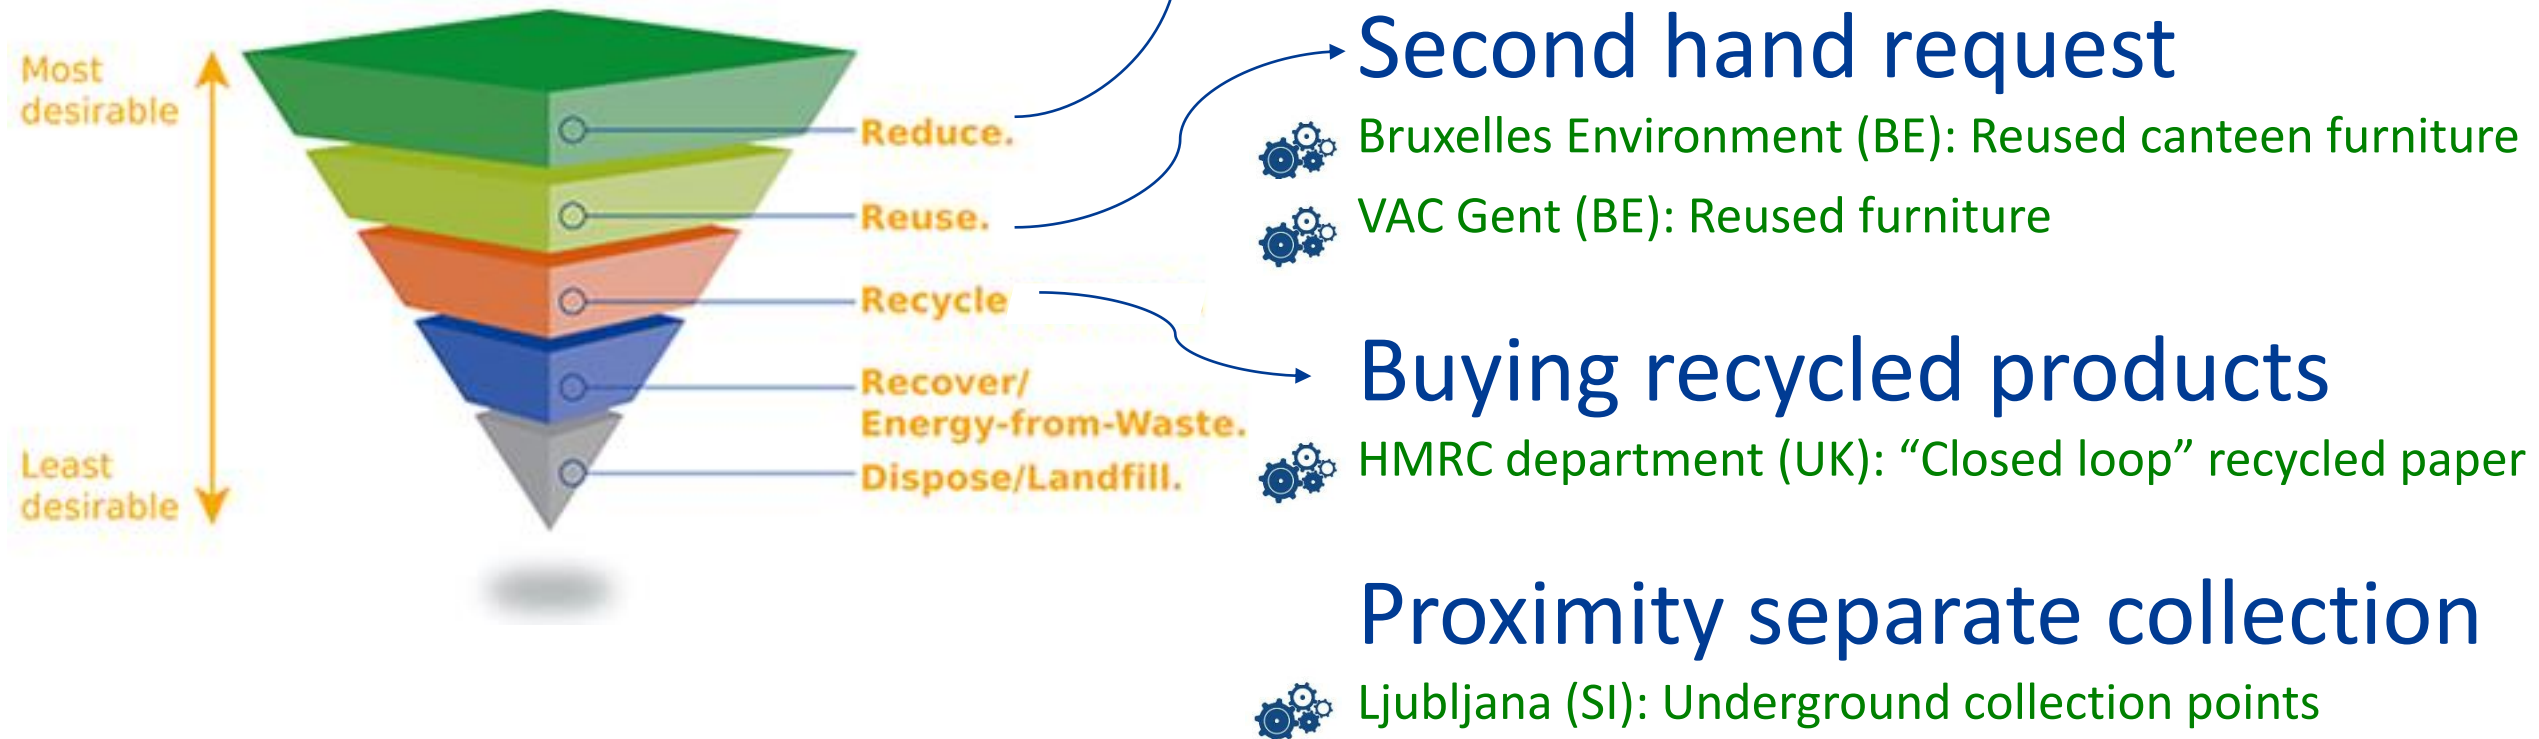 Most
desirable
Least
desirable
Reduce.
Reuse.
Recycle
Recover/
Energy-from-Waste.
Dispose/Landfill.
Second hand request
Bruxelles Environment (BE): Reused canteen furniture
VAC Gent (BE): Reused furniture
Buying recycled products
HMRC department (UK): “Closed loop” recycled paper
Proximity separate collection
Ljubljana (SI): Underground collection points